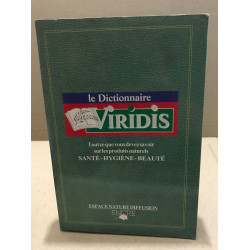 le Dictionnaire
VIRIDIS
Tout ce que vous devez savoir
sur les produits naturels
SANTÉ-HYGIÈNE-BEAUTÉ
ESPACE NATURE DIFFUSION